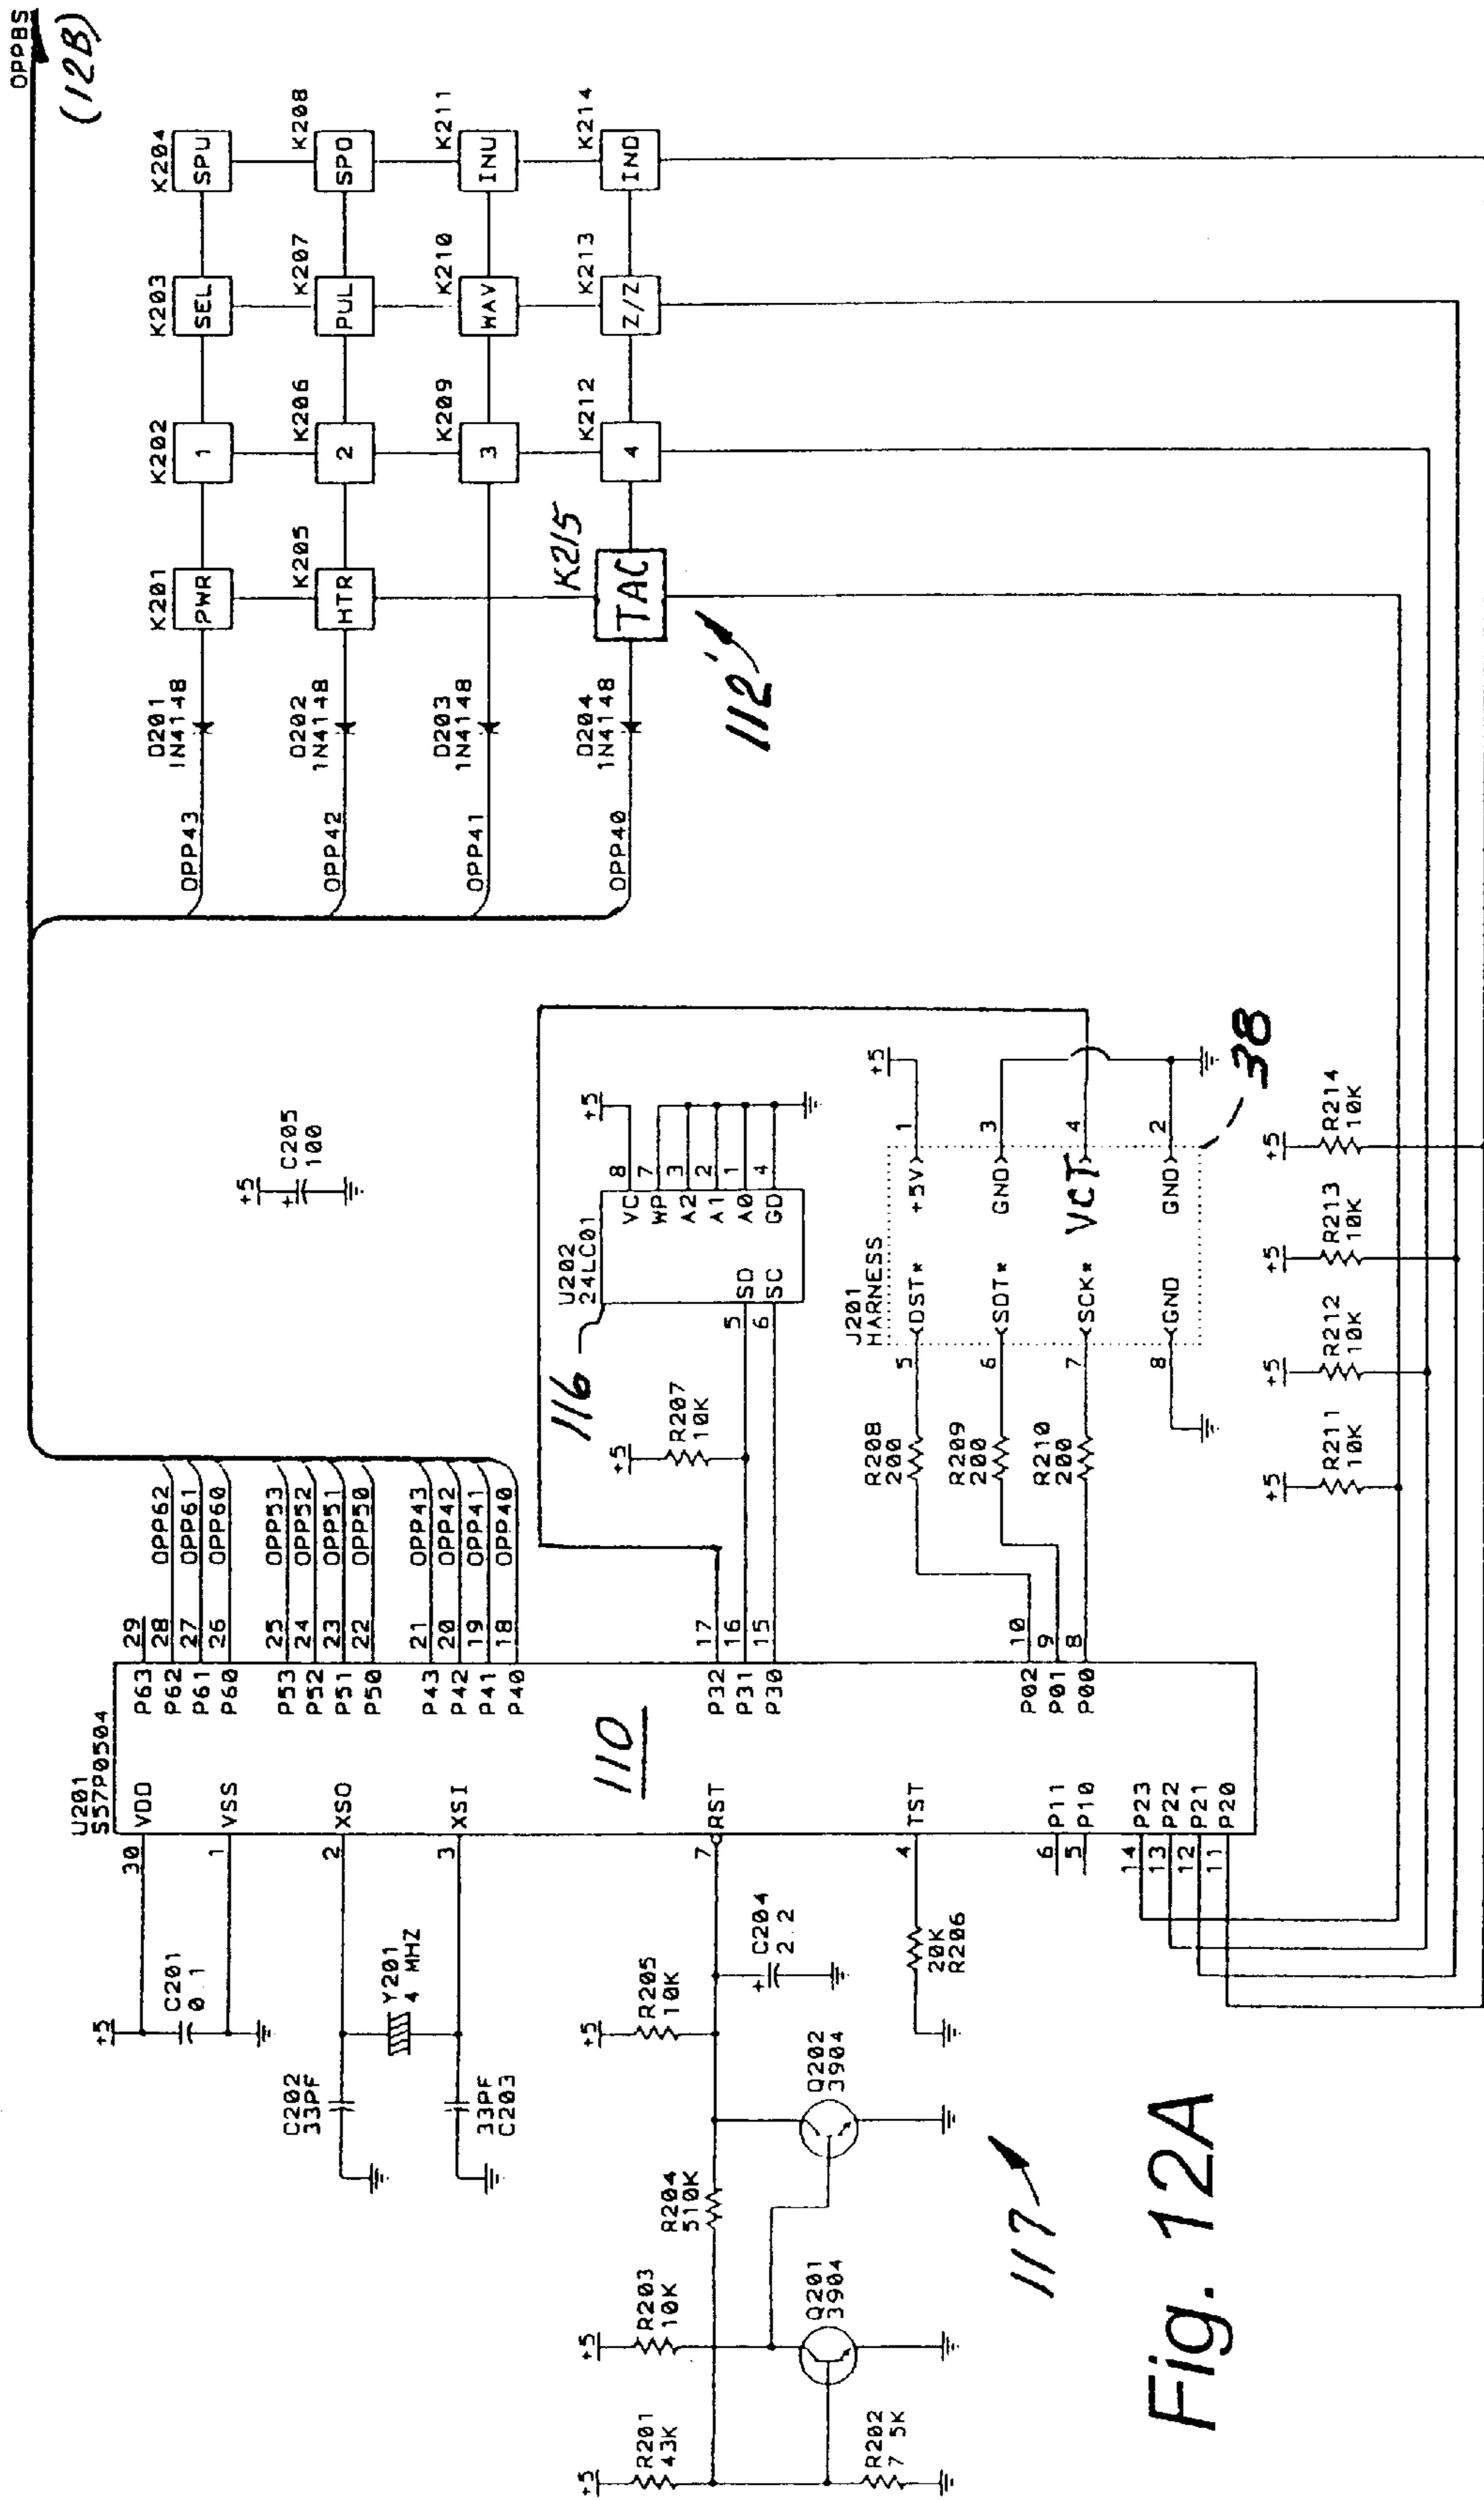 OPPBS
(12B)
U201
S57P0504
+5
C201
0.1
30
VDD
1
VSS
2
XSO
3
XSI
7
RST
4
TST
6
P11
5
P10
14
P23
13
P22
12
P21
11
P20
110
C202
33PF
Y201
4 MHZ
33PF
C203
P63
29
P62
28
OPP62
P61
27
OPP61
P60
26
OPP60
P53
25
OPP53
P52
24
OPP52
P51
23
OPP51
P50
22
OPP50
P43
21
OPP43
P42
20
OPP42
P41
19
OPP41
P40
18
OPP40
P32
17
P31
16
P30
15
P02
10
P01
9
P00
8
+5
R201
43K
R202
7 5K
+5
R203
10K
R204
510K
+5
R205
10K
C204
2.2
+
Q201
3904
Q202
3904
20K
R206
117
+5
C205
100
+
116
U202
24LC01
+5
R207
10K
5
SD
6
SC
VC
8
WP
7
A2
3
A1
2
A0
1
GD
4
+5
J201
HARNESS
R208
200
R209
200
R210
200
5
<DST*
+5V>
1
+5
6
<SDT*
GND>
3
7
<SCK*
VCT>
4
8
<GND
GND>
2
38
+5
R211
10K
+5
R212
10K
+5
R213
10K
+5
R214
10K
OPP43
D201
1N4148
K201
PWR
K202
1
K203
SEL
K204
SPU
OPP42
D202
1N4148
K205
HTR
K206
2
K207
PUL
K208
SPD
OPP41
D203
1N4148
K209
3
K210
WAV
K211
INU
OPP40
D204
1N4148
K215
TAC
K212
4
K213
Z/Z
K214
IND
112'
Fig. 12A